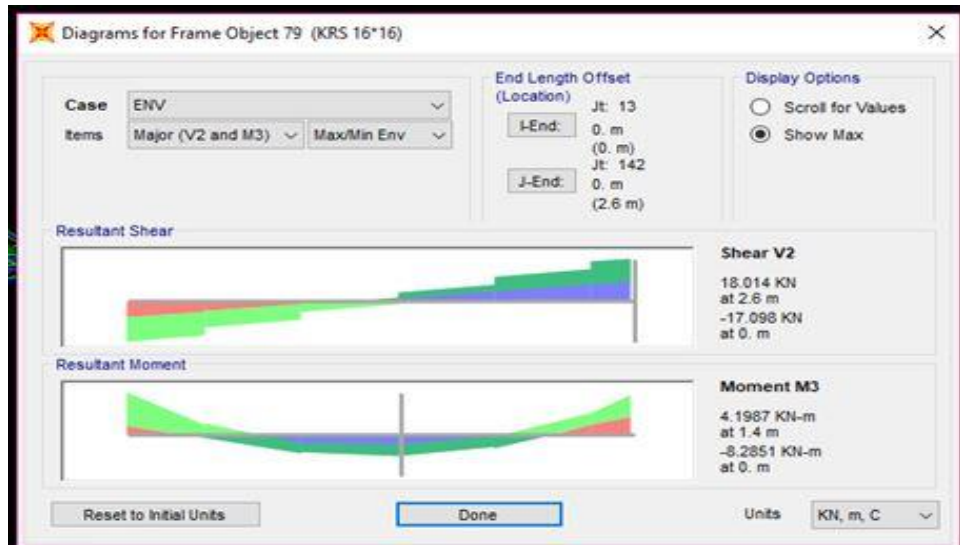 Diagrams for Frame Object 79 (KRS 16*16)
Case ENV
Items Major (V2 and M3) Max/Min Env
End Length Offset
(Location)
Jt: 13
I-End: 0. m
(0. m)
Jt: 142
J-End: 0. m
(2.6 m)
Display Options
Scroll for Values
Show Max
Resultant Shear
Shear V2
18.014 KN
at 2.6 m
-17.098 KN
at 0. m
Resultant Moment
Moment M3
4.1987 KN-m
at 1.4 m
-8.2851 KN-m
at 0. m
Reset to Initial Units
Done
Units KN, m, C